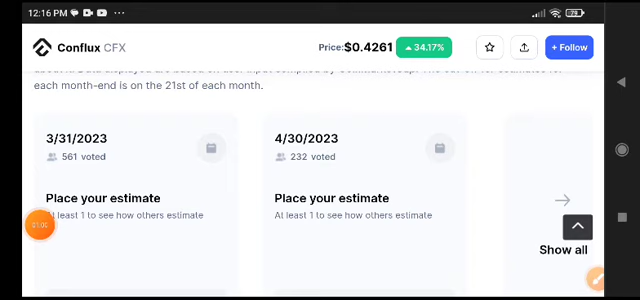 12:16 PM
79
Conflux CFX
Price: $0.4261
34.17%
+ Follow
each month-end is on the 21st of each month.
3/31/2023
561 voted
Place your estimate
At least 1 to see how others estimate
4/30/2023
232 voted
Place your estimate
At least 1 to see how others estimate
Show all